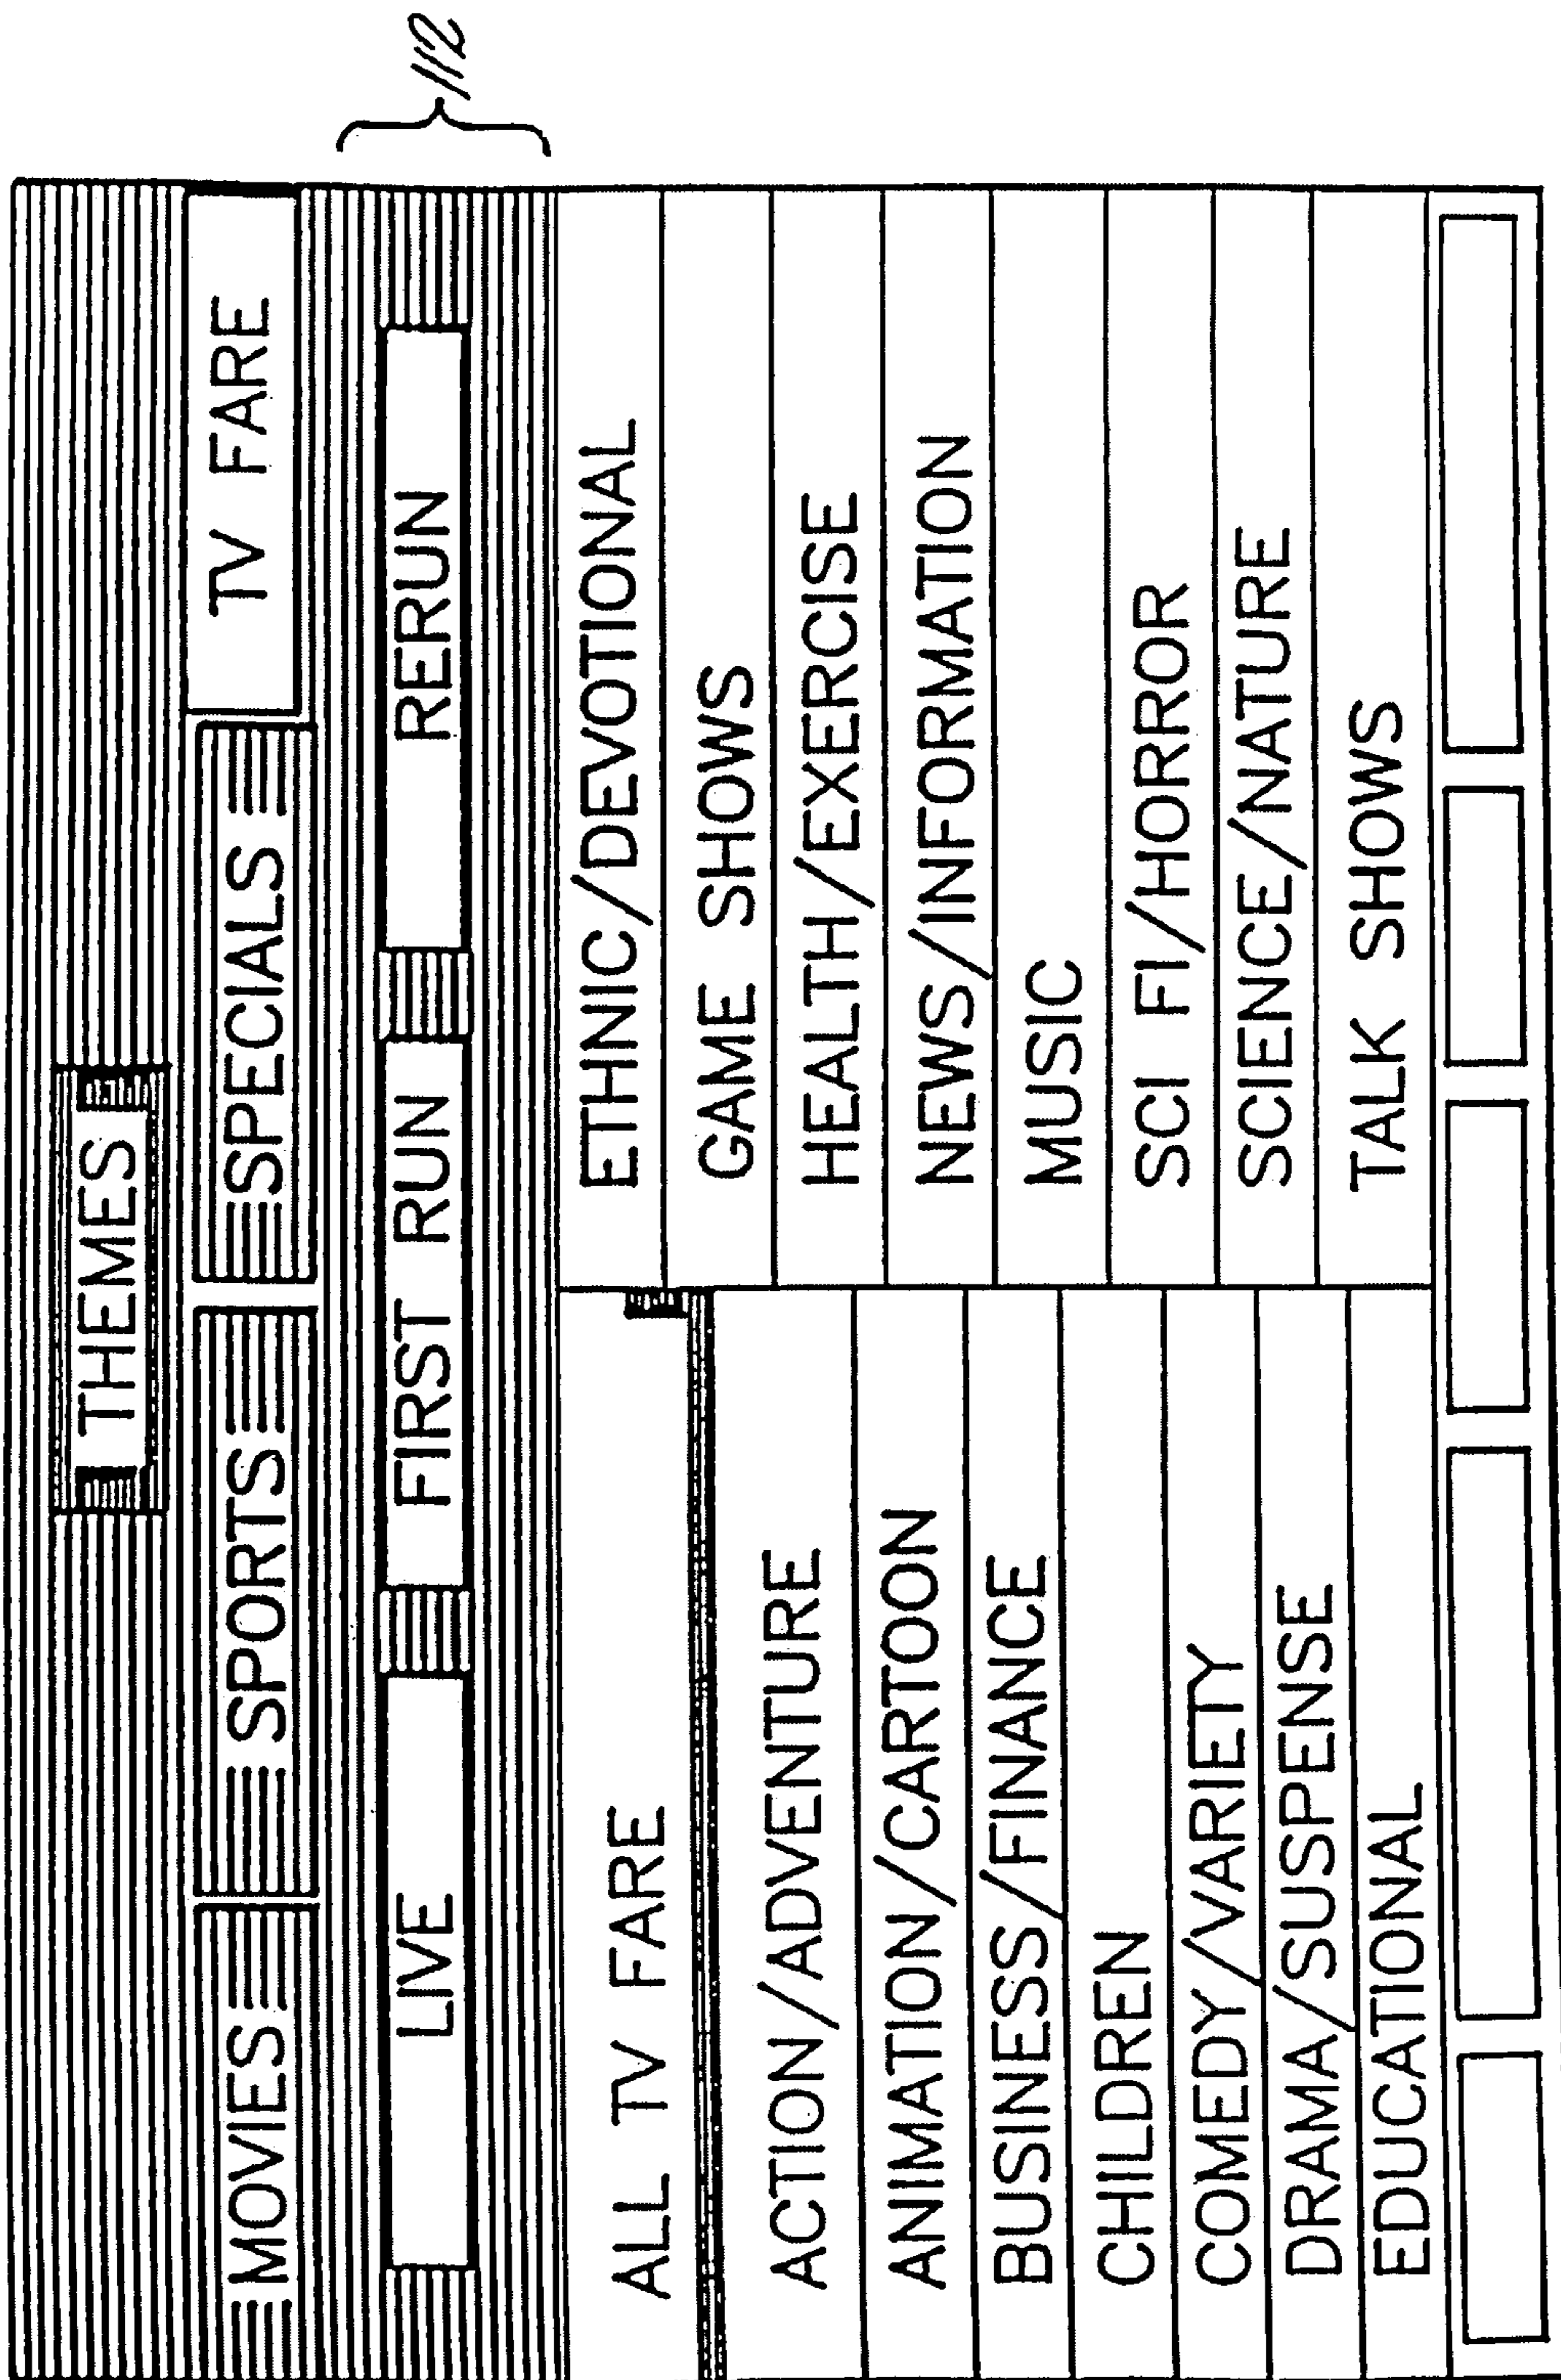 THEMES
MOVIES SPORTS SPECIALS TV FARE
LIVE FIRST RUN RERUN
112
ALL TV FARE
ACTION/ADVENTURE
ANIMATION/CARTOON
BUSINESS/FINANCE
CHILDREN
COMEDY/VARIETY
DRAMA/SUSPENSE
EDUCATIONAL
ETHNIC/DEVOTIONAL
GAME SHOWS
HEALTH/EXERCISE
NEWS/INFORMATION
MUSIC
SCI FI/HORROR
SCIENCE/NATURE
TALK SHOWS